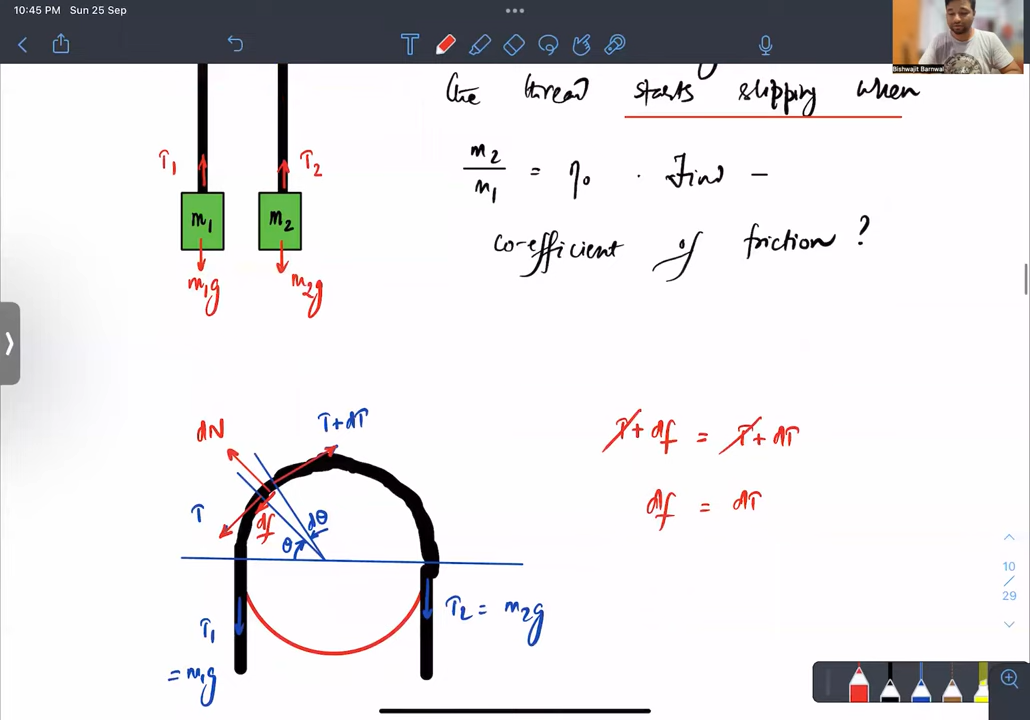 10:45 PM Sun 25 Sep
Bishwajit Barnwal
the thread starts slipping when
m2/m1 = η0 . Find –
co-efficient of friction ?
T1
T2
m1
m2
m1g
m2g
dN
T+dT
T
df
dθ
θ
T1
= m1g
T2 = m2g
T + df = T + dT
df = dT
10
/
29